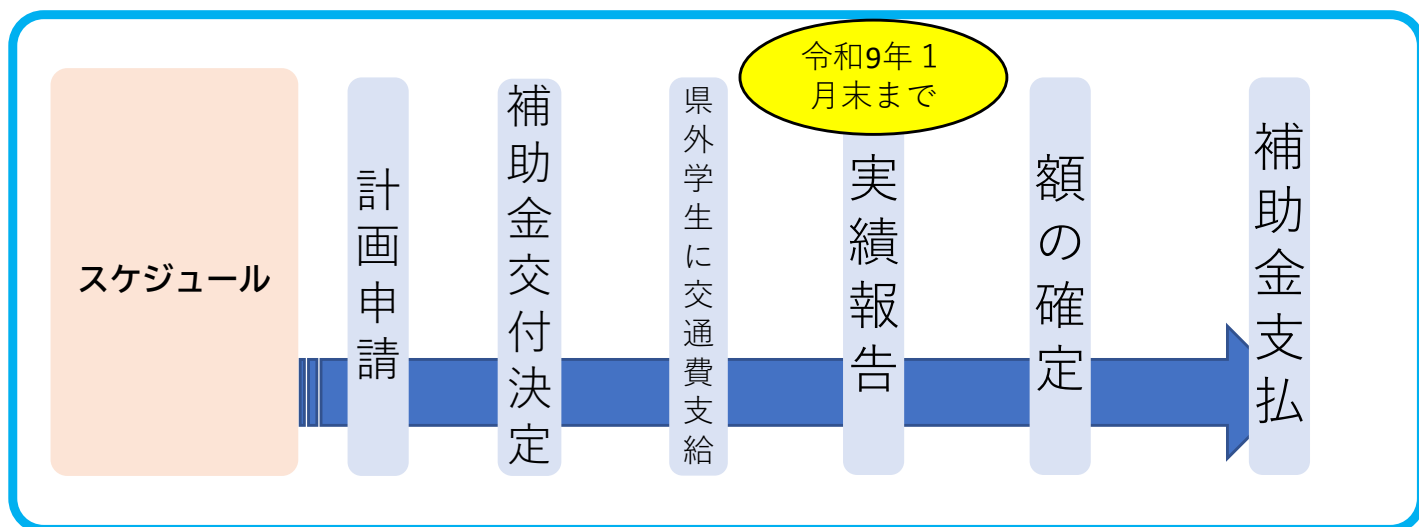 スケジュール
計画申請
補助金交付決定
県外学生に交通費支給
令和9年１
月末まで
実績報告
額の確定
補助金支払